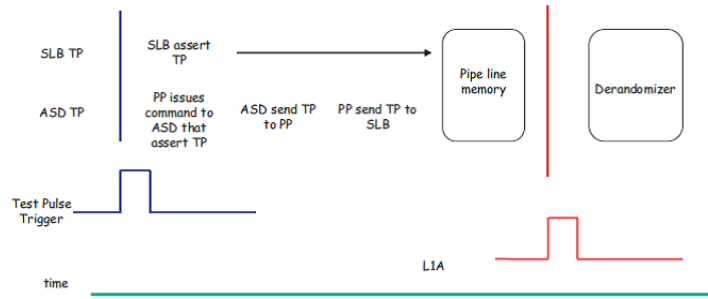 SLB TP
SLB assert
TP
Pipe line
memory
Derandomizer
ASD TP
PP issues
command to
ASD that
assert TP
ASD send TP
to PP
PP send TP to
SLB
Test Pulse
Trigger
L1A
time